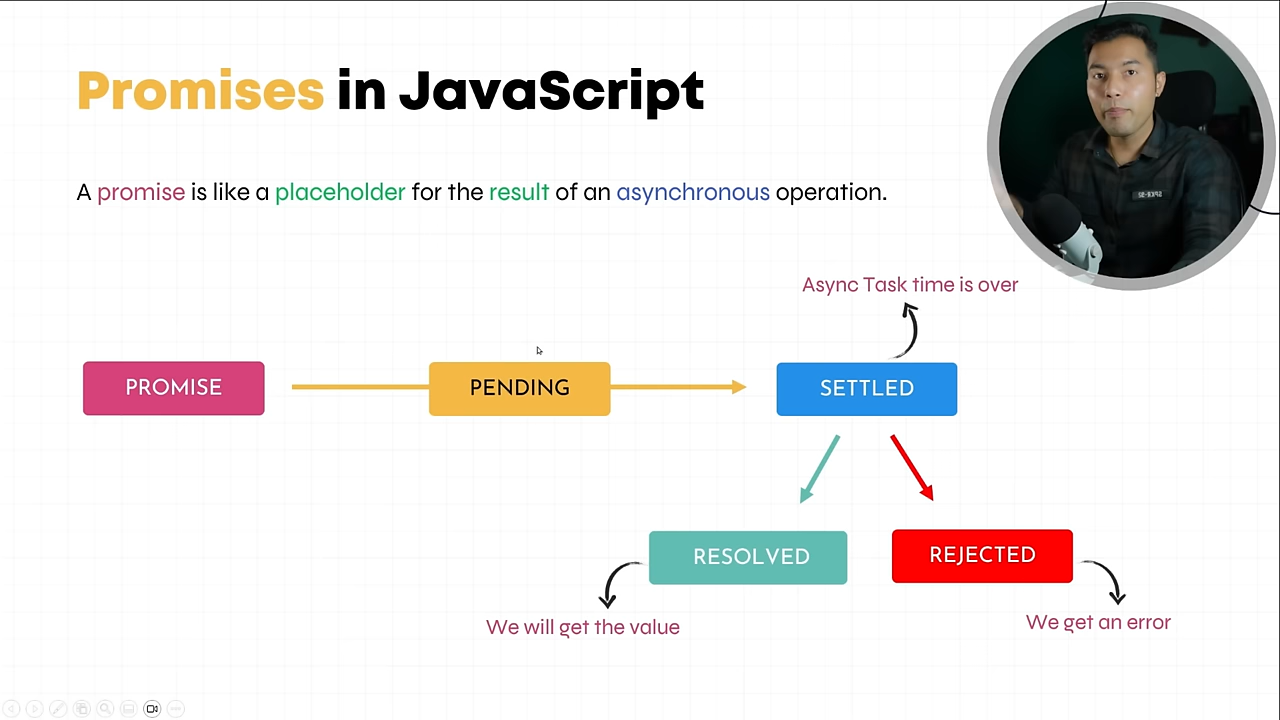 Promises in JavaScript
A promise is like a placeholder for the result of an asynchronous operation.
Async Task time is over
PROMISE
PENDING
SETTLED
RESOLVED
REJECTED
We will get the value
We get an error